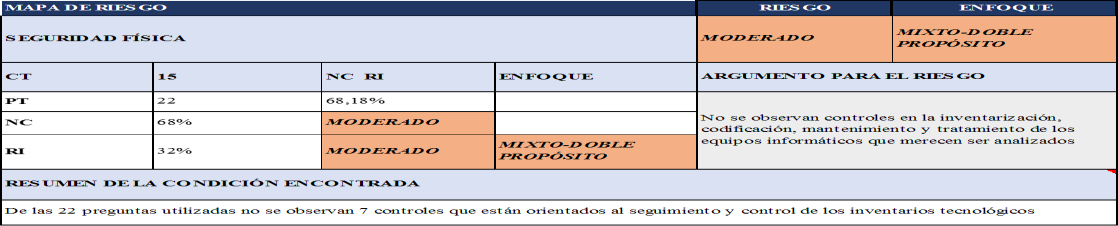 MAPA DE RIESGO RIESGO ENFOQUE
SEGURIDAD FÍSICA MODERADO MIXTO-DOBLE
PROPÓSITO
CT 15 NC RI ENFOQUE ARGUMENTO PARA EL RIESGO
PT 22 68,18%
NC 68% MODERADO
RI 32% MODERADO MIXTO-DOBLE
PROPÓSITO
No se observan controles en la inventarización,
codificación, mantenimiento y tratamiento de los
equipos informáticos que merecen ser analizados
RESUMEN DE LA CONDICIÓN ENCONTRADA
De las 22 preguntas utilizadas no se observan 7 controles que están orientados al seguimiento y control de los inventarios tecnológicos